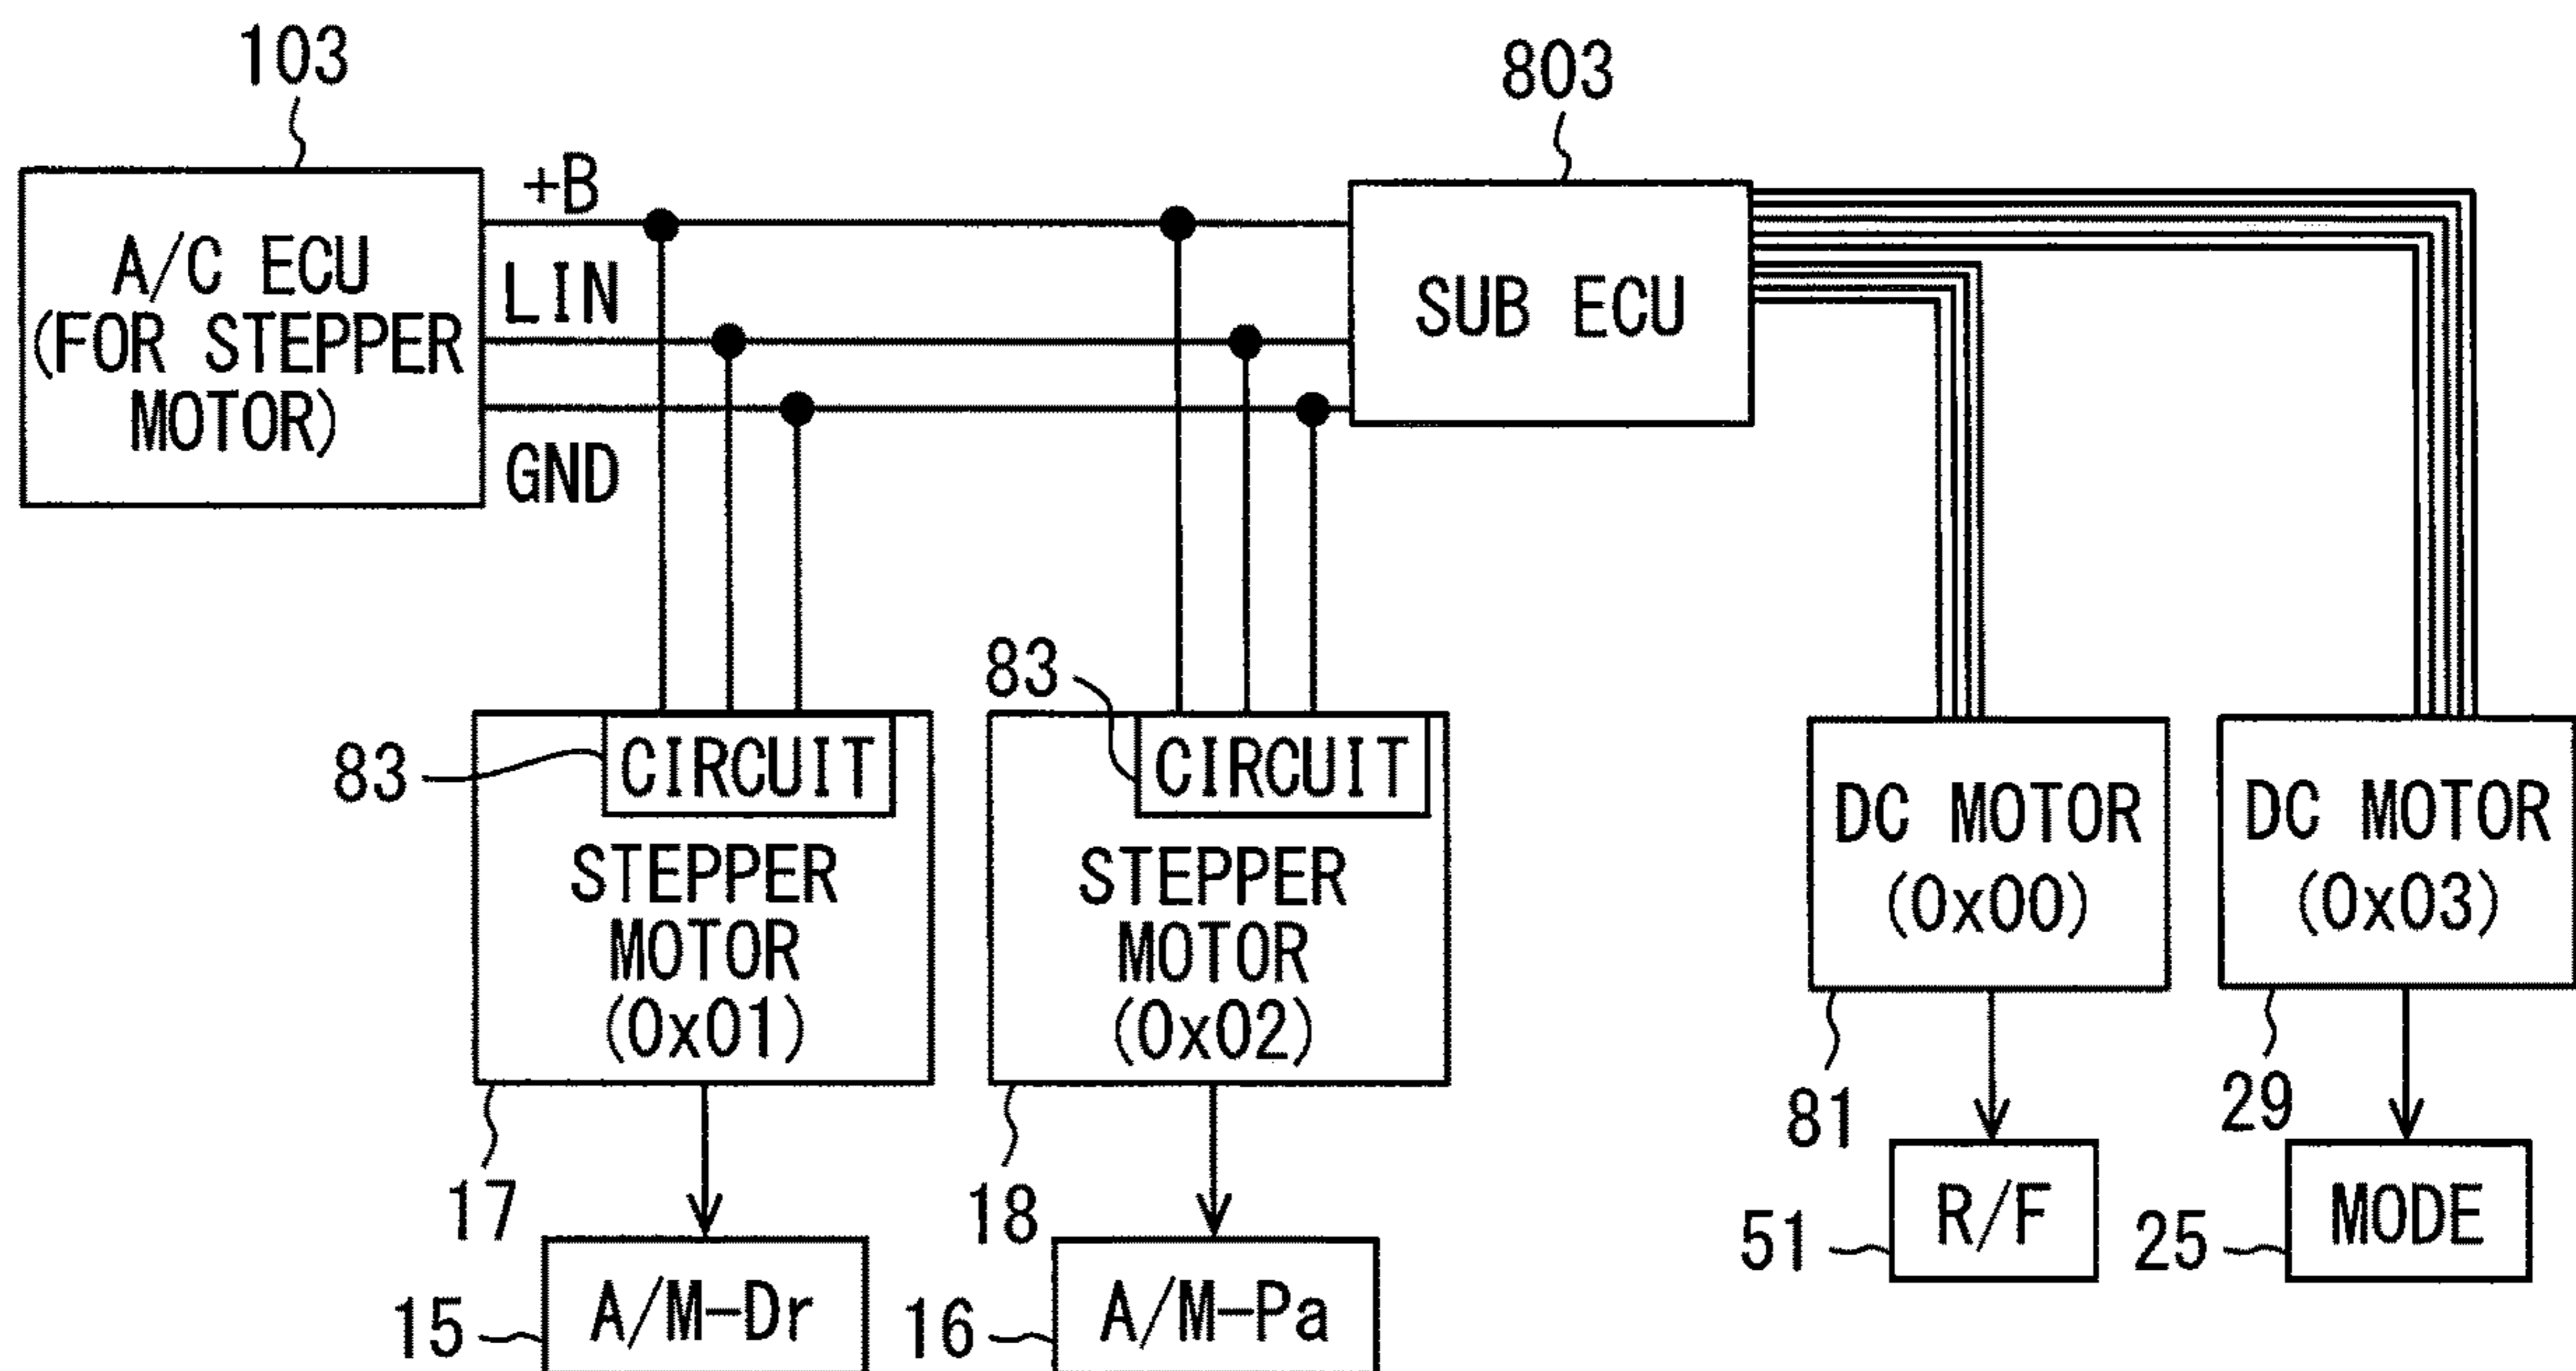 103
803
+B
A/C ECU
(FOR STEPPER
MOTOR)
LIN
GND
SUB ECU
83
83
CIRCUIT
STEPPER
MOTOR
(0x01)
CIRCUIT
STEPPER
MOTOR
(0x02)
DC MOTOR
(0x00)
DC MOTOR
(0x03)
17
18
81
29
15
A/M-Dr
16
A/M-Pa
51
R/F
25
MODE